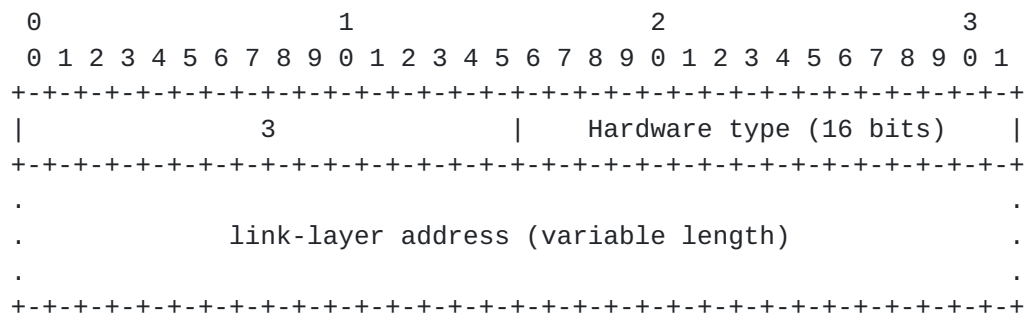 0                   1                   2                   3
 0 1 2 3 4 5 6 7 8 9 0 1 2 3 4 5 6 7 8 9 0 1 2 3 4 5 6 7 8 9 0 1
+-+-+-+-+-+-+-+-+-+-+-+-+-+-+-+-+-+-+-+-+-+-+-+-+-+-+-+-+-+-+-+-+
|               3               |    Hardware type (16 bits)    |
+-+-+-+-+-+-+-+-+-+-+-+-+-+-+-+-+-+-+-+-+-+-+-+-+-+-+-+-+-+-+-+-+
.                                                               .
.             link-layer address (variable length)              .
.                                                               .
+-+-+-+-+-+-+-+-+-+-+-+-+-+-+-+-+-+-+-+-+-+-+-+-+-+-+-+-+-+-+-+-+